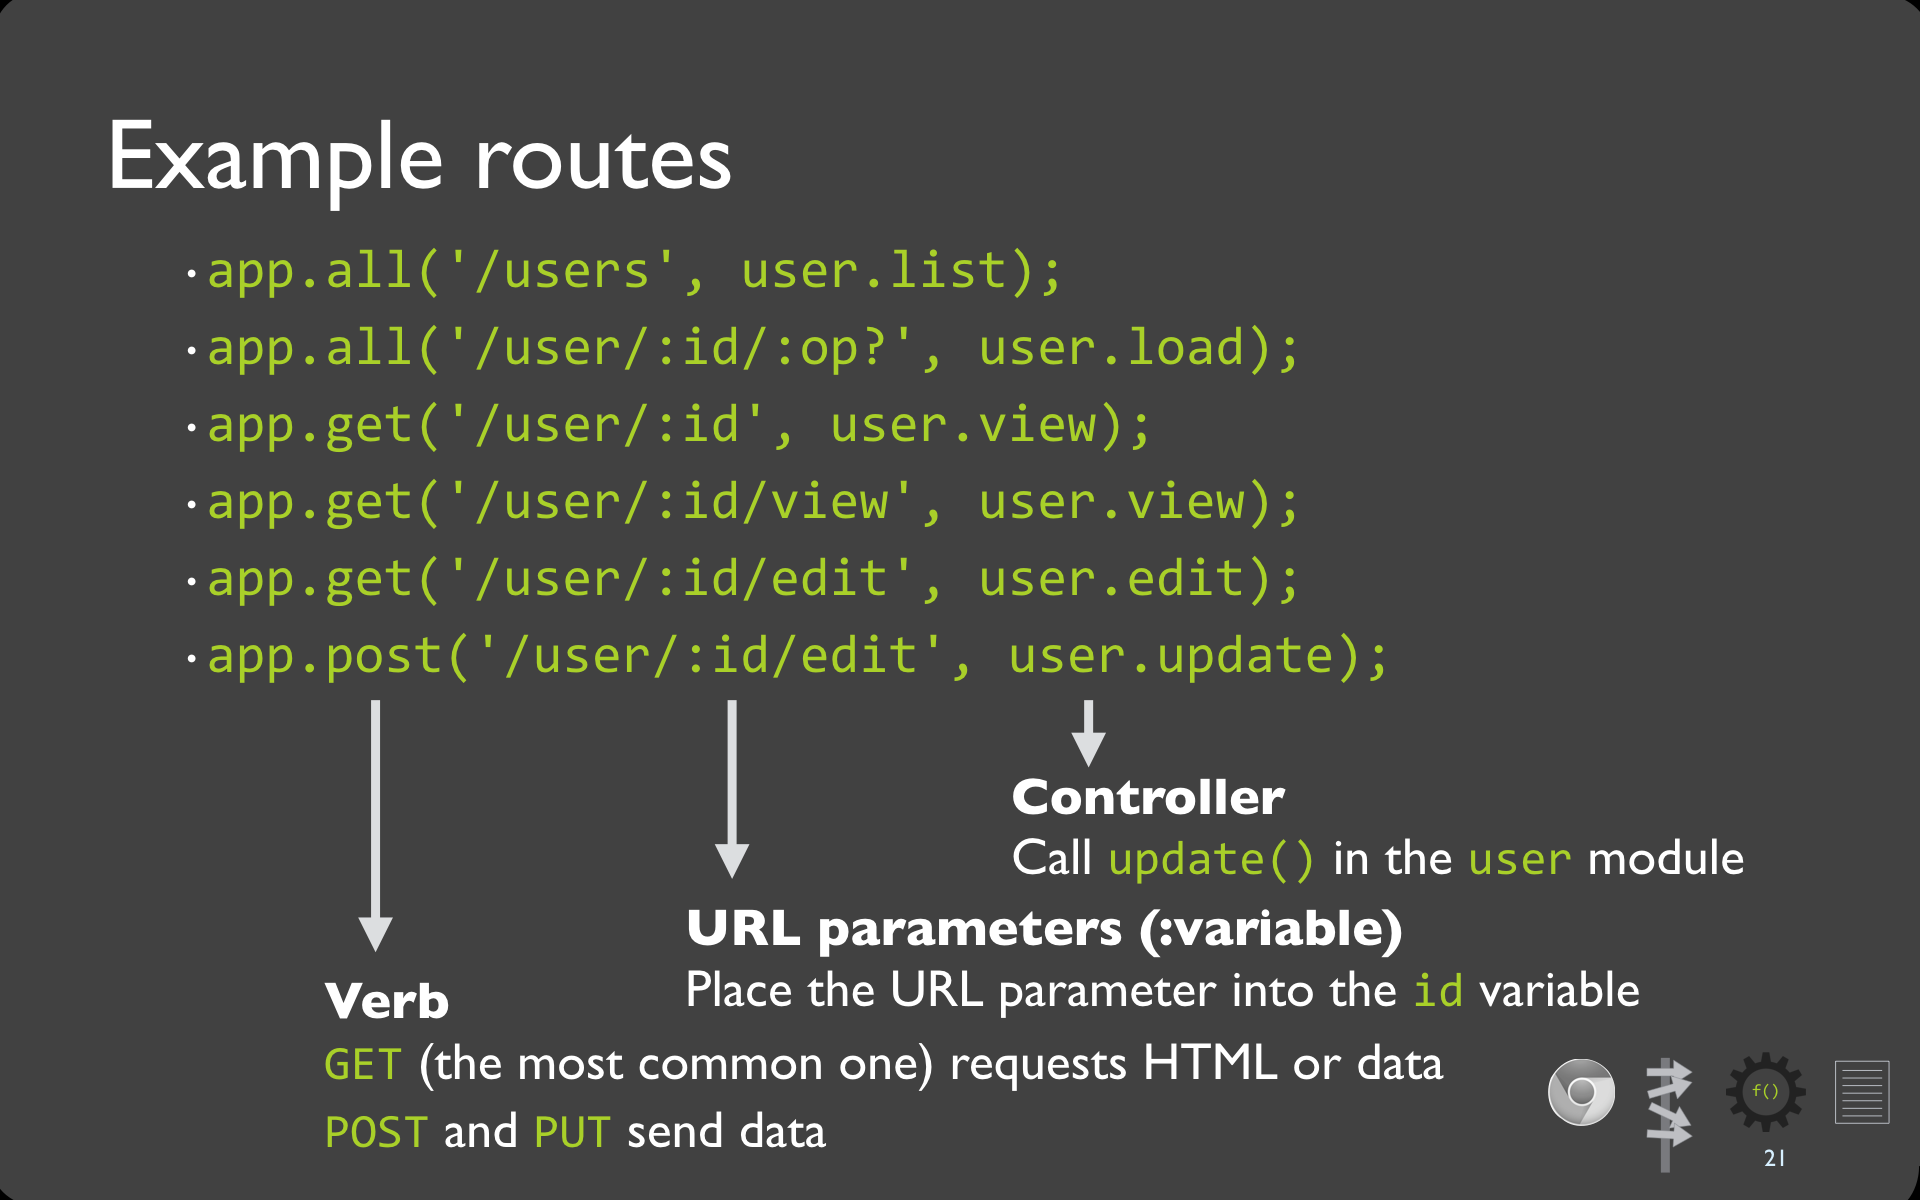 Example routes
•app.all('/users', user.list);
•app.all('/user/:id/:op?', user.load);
•app.get('/user/:id', user.view);
•app.get('/user/:id/view', user.view);
•app.get('/user/:id/edit', user.edit);
•app.post('/user/:id/edit', user.update);
Controller
Call update() in the user module
URL parameters (:variable)
Place the URL parameter into the id variable
Verb
GET (the most common one) requests HTML or data
POST and PUT send data
f()
21